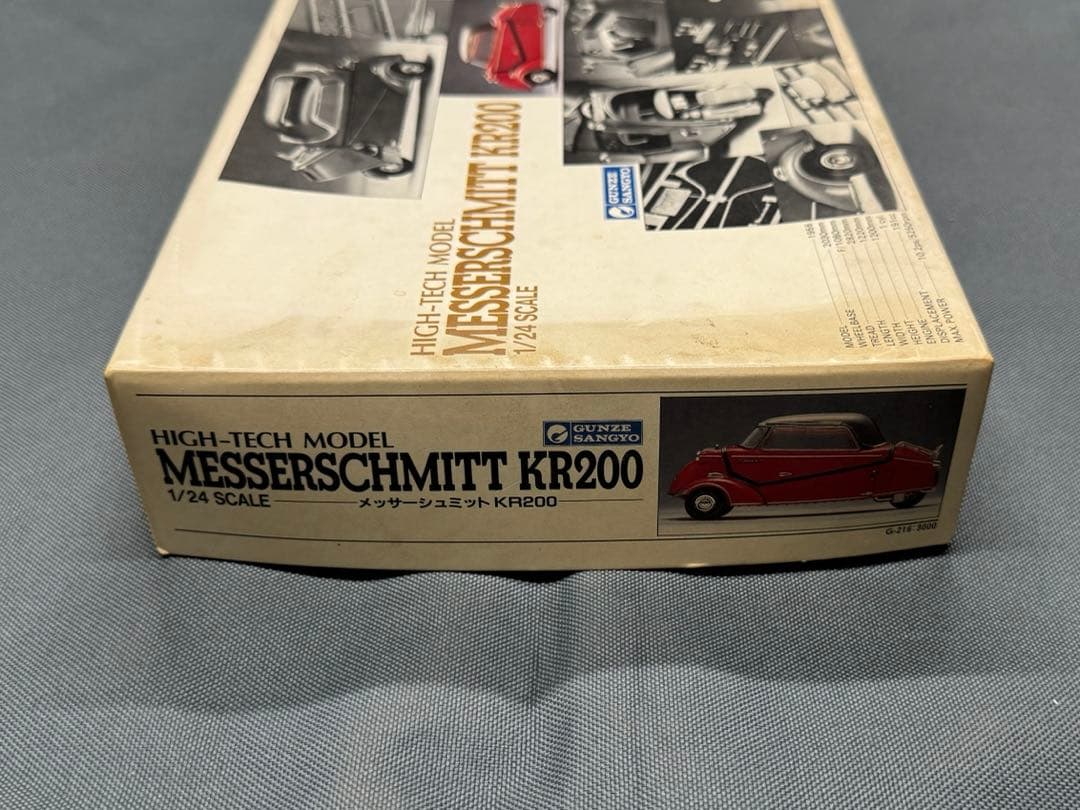 HIGH-TECH MODEL
MESSERSCHMITT KR200
1/24 SCALE
GUNZE
SANGYO
MODEL
WHEELBASE
TREAD
LENGTH
WIDTH
HEIGHT
ENGINE
DISPLACEMENT
MAX POWER
HIGH-TECH MODEL
GUNZE
SANGYO
MESSERSCHMITT KR200
1/24 SCALE
メッサーシュミット KR200
G-216